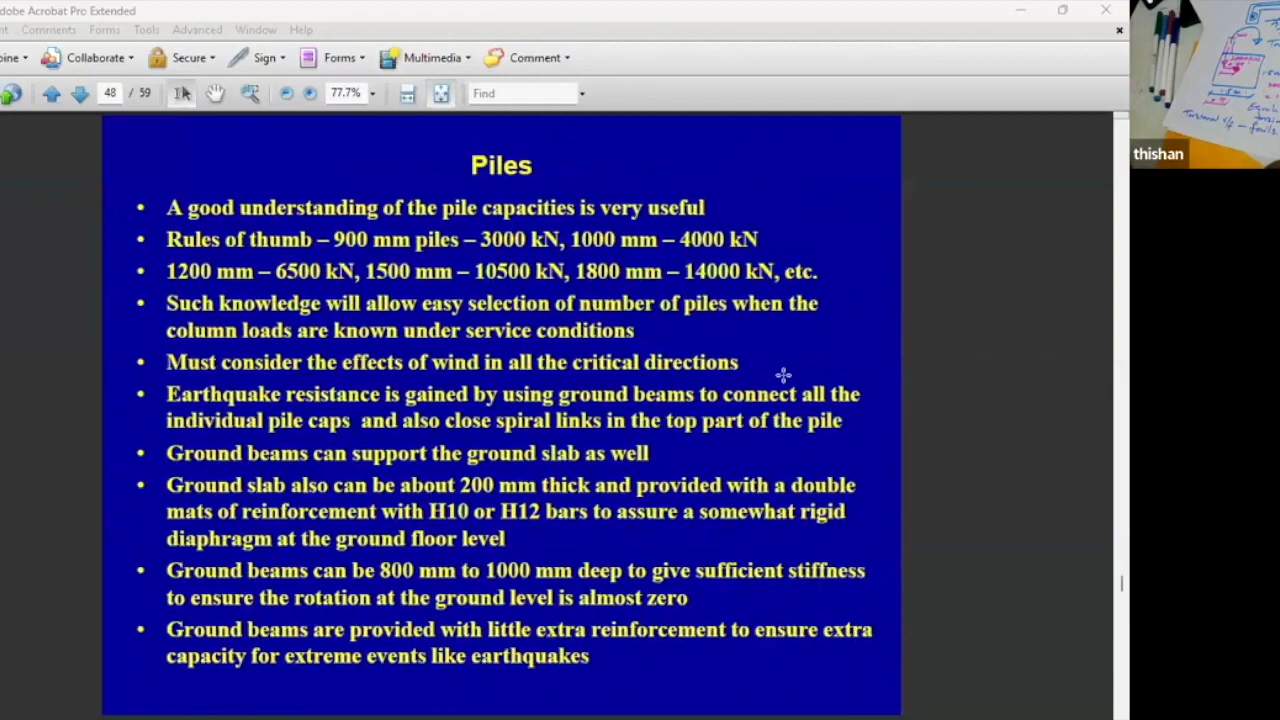 dobe Acrobat Pro Extended
nt Comments Forms Tools Advanced Window Help
bine Collaborate Secure Sign Forms Multimedia Comment
48 / 59 77.7% Find
Piles
• A good understanding of the pile capacities is very useful
• Rules of thumb – 900 mm piles – 3000 kN, 1000 mm – 4000 kN
• 1200 mm – 6500 kN, 1500 mm – 10500 kN, 1800 mm – 14000 kN, etc.
• Such knowledge will allow easy selection of number of piles when the
column loads are known under service conditions
• Must consider the effects of wind in all the critical directions
• Earthquake resistance is gained by using ground beams to connect all the
individual pile caps and also close spiral links in the top part of the pile
• Ground beams can support the ground slab as well
• Ground slab also can be about 200 mm thick and provided with a double
mats of reinforcement with H10 or H12 bars to assure a somewhat rigid
diaphragm at the ground floor level
• Ground beams can be 800 mm to 1000 mm deep to give sufficient stiffness
to ensure the rotation at the ground level is almost zero
• Ground beams are provided with little extra reinforcement to ensure extra
capacity for extreme events like earthquakes
thishan